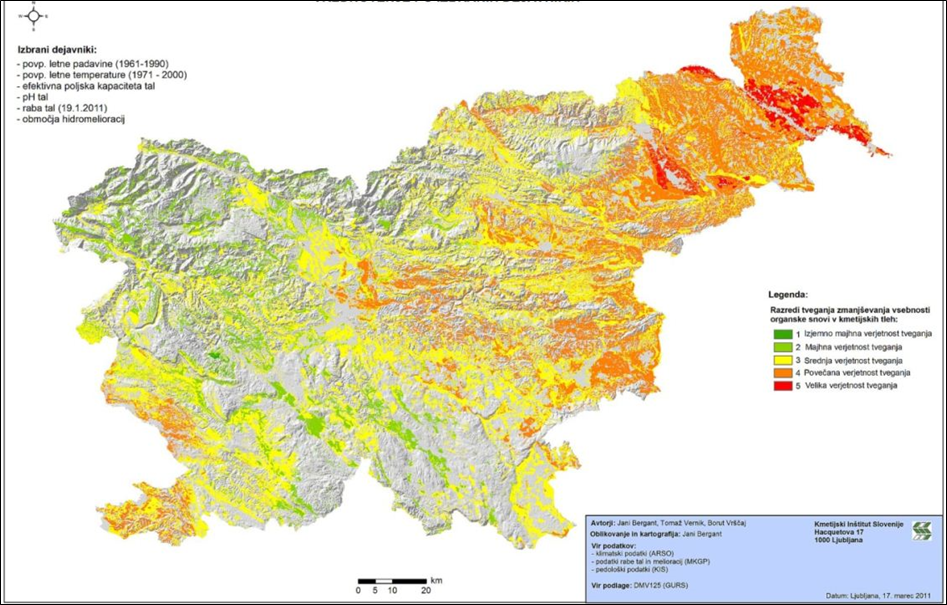 N
W E
S
Izbrani dejavniki:
- povp. letne padavine (1961-1990)
- povp. letne temperature (1971 - 2000)
- efektivna poljska kapaciteta tal
- pH tal
- raba tal (19.1.2011)
- območja hidromelioracij
Legenda:
Razredi tveganja zmanjševanja vsebnosti
organske snovi v kmetijskih tleh:
1 Izjemno majhna verjetnost tveganja
2 Majhna verjetnost tveganja
3 Srednja verjetnost tveganja
4 Povečana verjetnost tveganja
5 Velika verjetnost tveganja
km
0 5 10 20
Avtorji: Jani Bergant, Tomaž Vernik, Borut Vrščaj
Oblikovanje in kartografija: Jani Bergant
Vir podatkov:
- klimatski podatki (ARSO)
- podatki rabe tal in melioracij (MKGP)
- pedološki podatki (KIS)
Vir podlage: DMV125 (GURS)
Kmetijski Inštitut Slovenije
Hacquetova 17
1000 Ljubljana
Datum: Ljubljana, 17. marec 2011